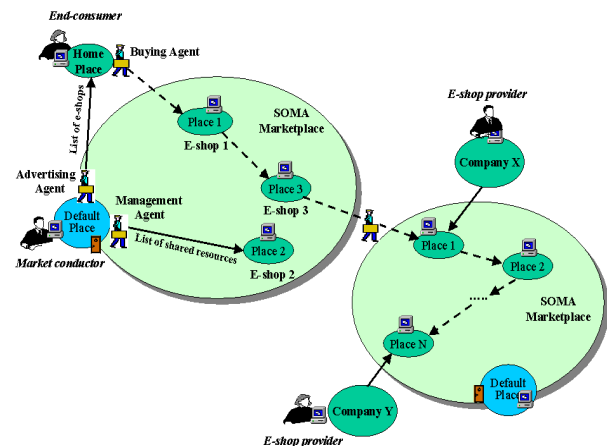 End-consumer
Home
Place
Buying Agent
List of e-shops
SOMA
Marketplace
Place 1
E-shop 1
E-shop provider
Company X
Advertising
Agent
Place 3
E-shop 3
Management
Agent
Default
Place
List of shared resources
Place 2
E-shop 2
Market conductor
Place 1
Place 2
.....
SOMA
Marketplace
Place N
Default
Place
Company Y
E-shop provider